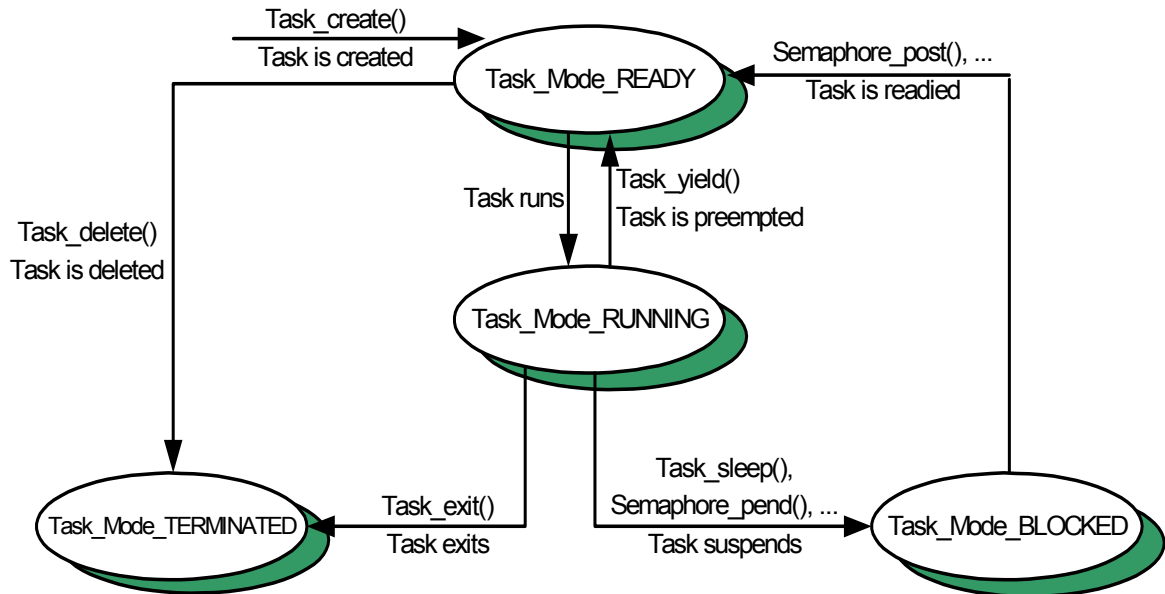 Task_create()
Task is created
Task_Mode_READY
Semaphore_post(), ...
Task is readied
Task runs
Task_yield()
Task is preempted
Task_delete()
Task is deleted
Task_Mode_RUNNING
Task_Mode_TERMINATED
Task_exit()
Task exits
Task_sleep(),
Semaphore_pend(), ...
Task suspends
Task_Mode_BLOCKED